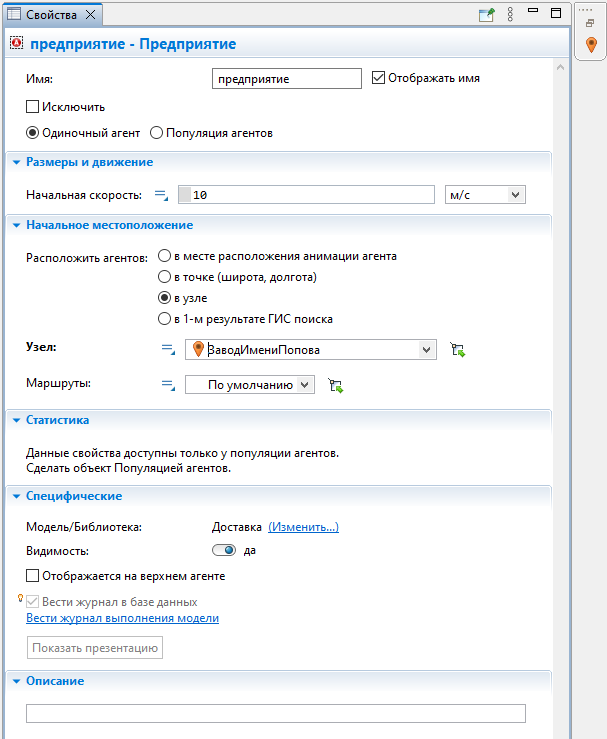 Свойства
предприятие - Предприятие
Имя: предприятие Отображать имя
Исключить
Одиночный агент Популяция агентов
Размеры и движение
Начальная скорость: 10 м/с
Начальное местоположение
Расположить агентов: в месте расположения анимации агента
в точке (широта, долгота)
в узле
в 1-м результате ГИС поиска
Узел: ЗаводИмениПопова
Маршруты: По умолчанию
Статистика
Данные свойства доступны только у популяции агентов.
Сделать объект Популяцией агентов.
Специфические
Модель/Библиотека: Доставка (Изменить...)
Видимость: да
Отображается на верхнем агенте
Вести журнал в базе данных
Вести журнал выполнения модели
Показать презентацию
Описание